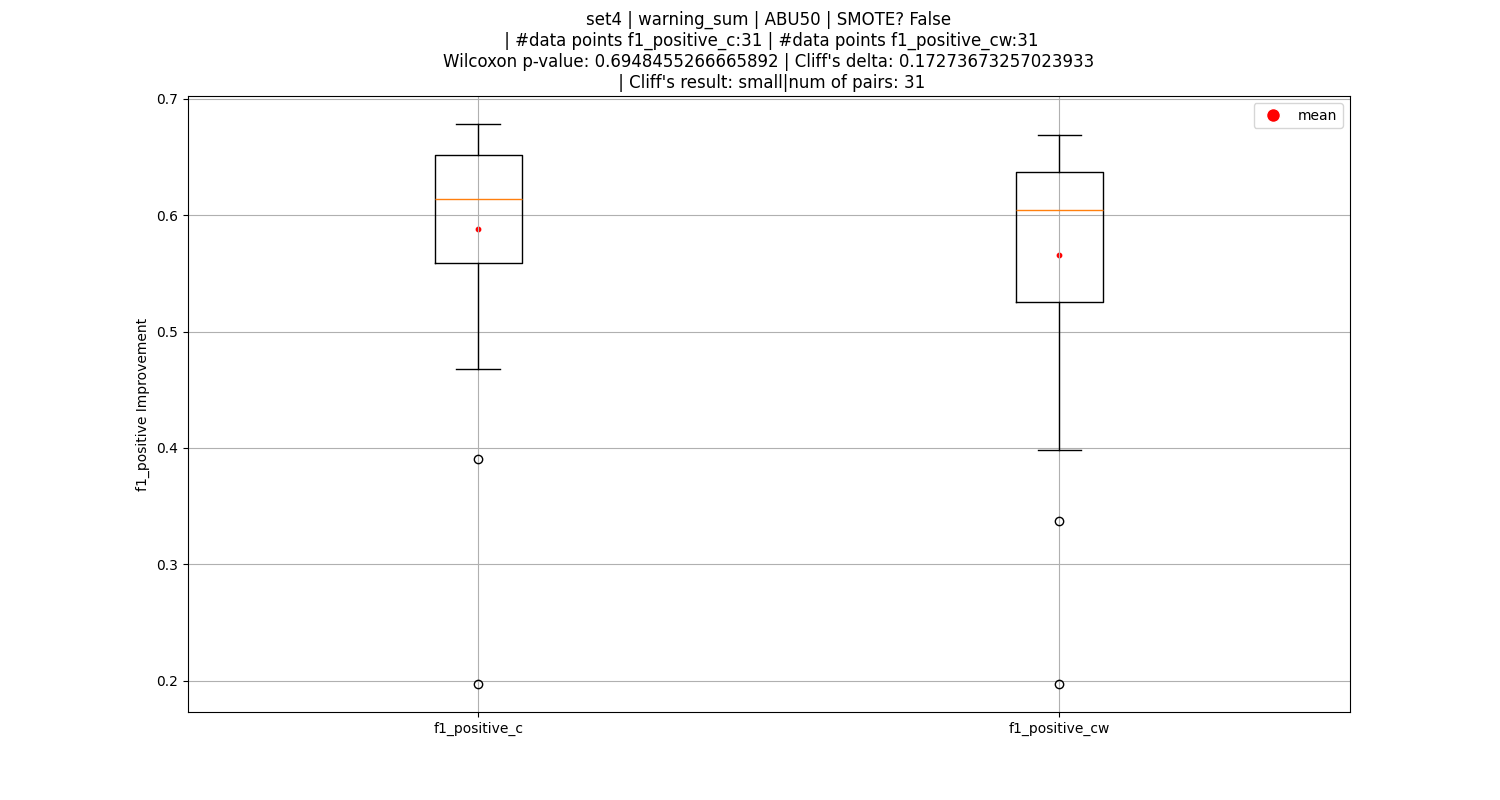 set4 | warning_sum | ABU50 | SMOTE? False
| #data points f1_positive_c:31 | #data points f1_positive_cw:31
Wilcoxon p-value: 0.6948455266665892 | Cliff's delta: 0.17273673257023933
| Cliff's result: small|num of pairs: 31
mean
0.7
0.6
0.5
0.4
0.3
0.2
f1_positive Improvement
f1_positive_c
f1_positive_cw